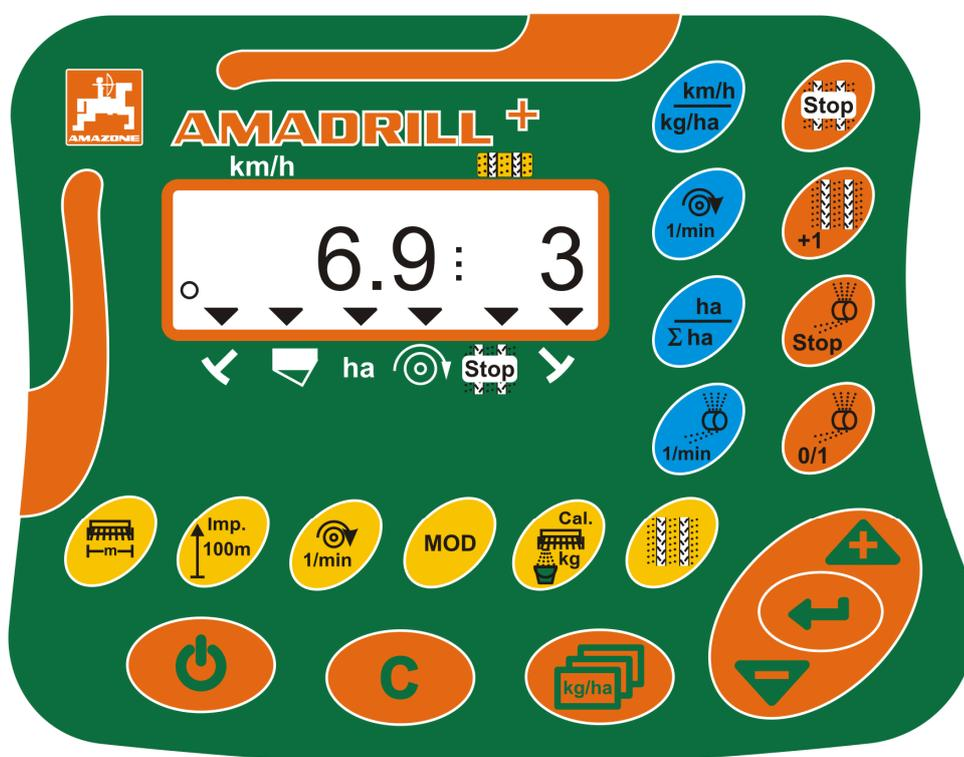 AMAZONE
AMADRILL+
km/h
6.9 : 3
ha
Stop
km/h
kg/ha
Stop
1/min
+1
ha
Σ ha
Stop
1/min
0/1
m
Imp.
100m
1/min
MOD
Cal.
kg
C
kg/ha